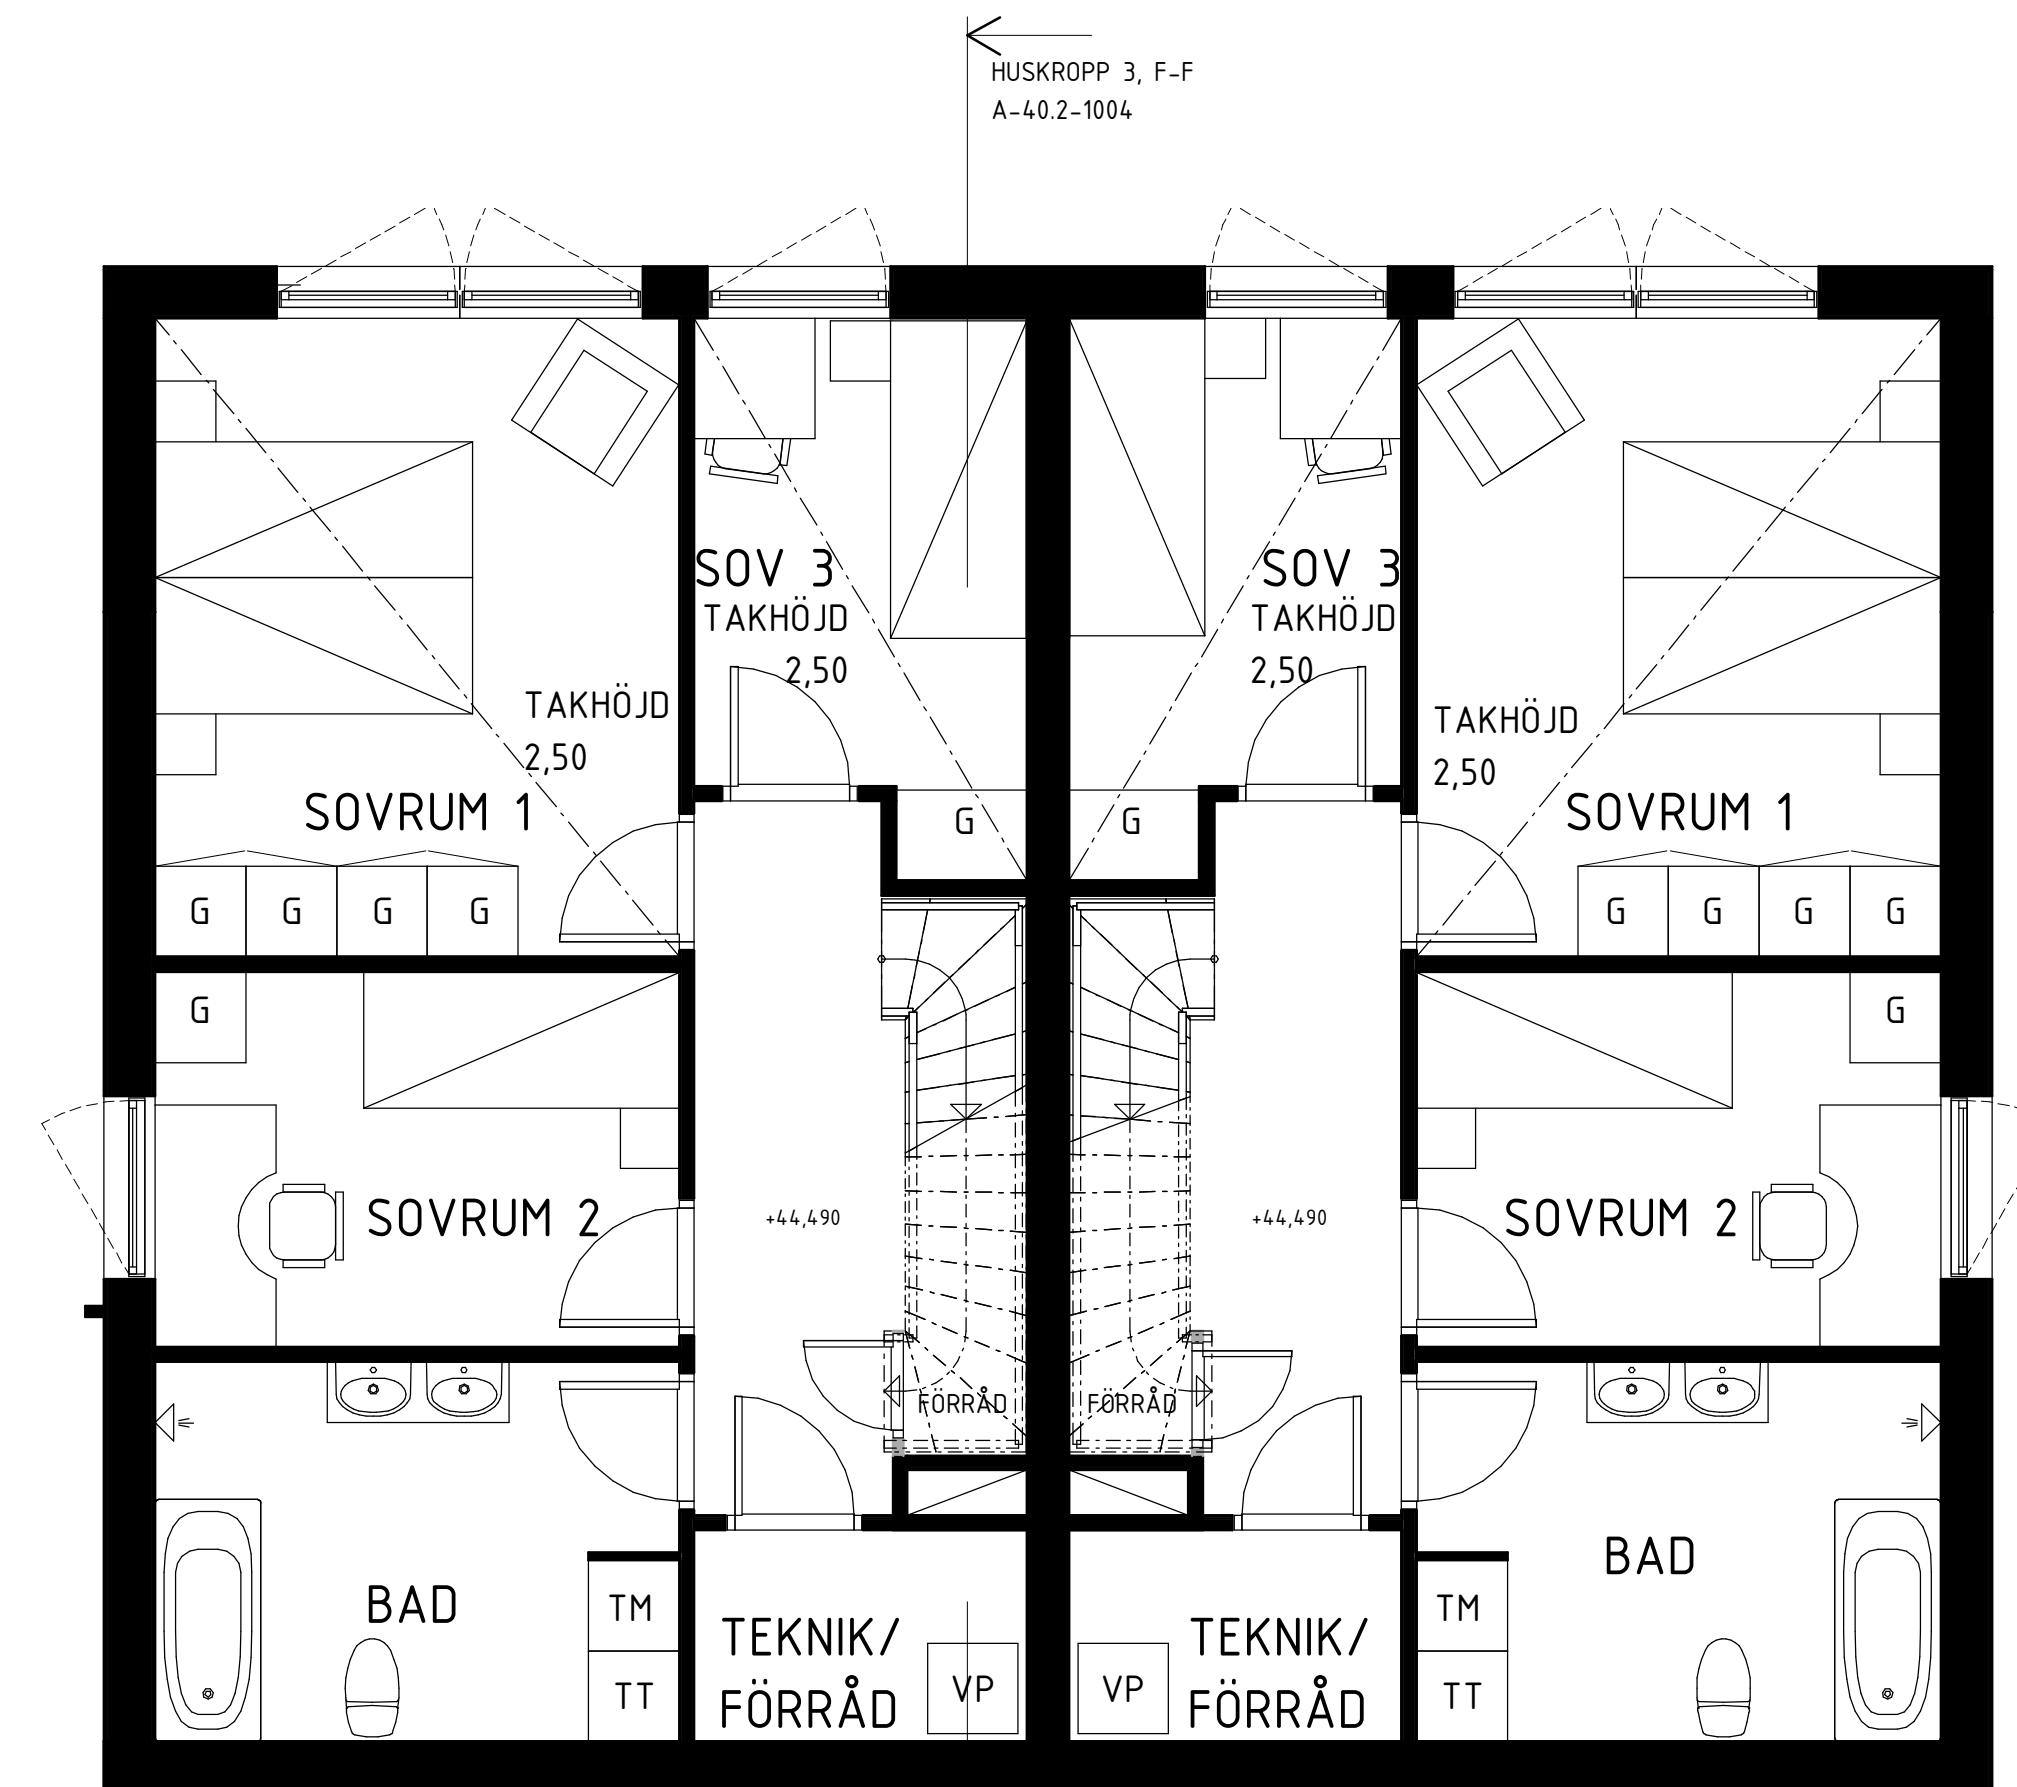 HUSKROPP 3, F-F
A-40.2-1004
SOV 3
TAKHÖJD
2,50
SOV 3
TAKHÖJD
2,50
TAKHÖJD
2,50
TAKHÖJD
2,50
SOVRUM 1
G
G
SOVRUM 1
G G G G
G G G G
G
G
SOVRUM 2
+44,490
+44,490
SOVRUM 2
FÖRRÅD
FÖRRÅD
BAD
BAD
TM
TM
TEKNIK/
FÖRRÅD
TEKNIK/
FÖRRÅD
TT
VP
VP
TT